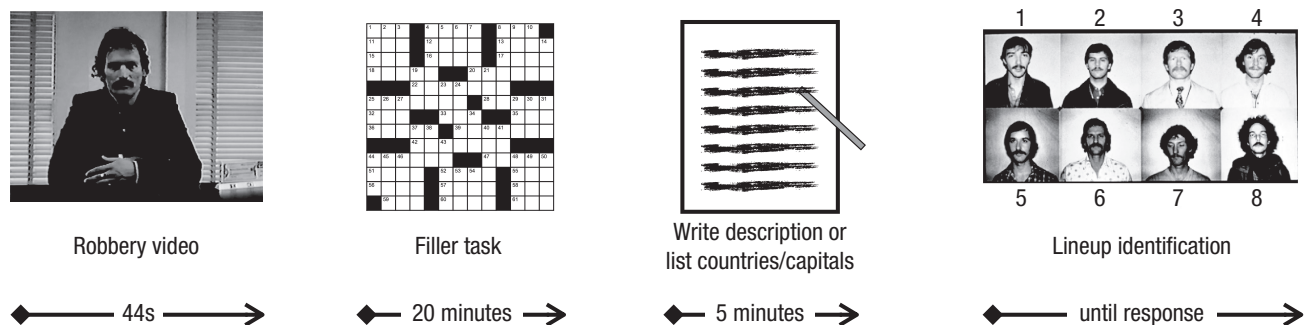 1 2 3 4
5 6 7 8
Robbery video
Filler task
Write description or
list countries/capitals
Lineup identification
44s
20 minutes
5 minutes
until response